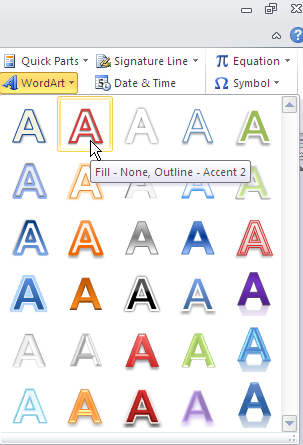 Quick Parts Signature Line π Equation
WordArt Date & Time Ω Symbol
A A A A A
Fill - None, Outline - Accent 2
A A A A A
A A A A A
A A A A A
A A A A A
A A A A A